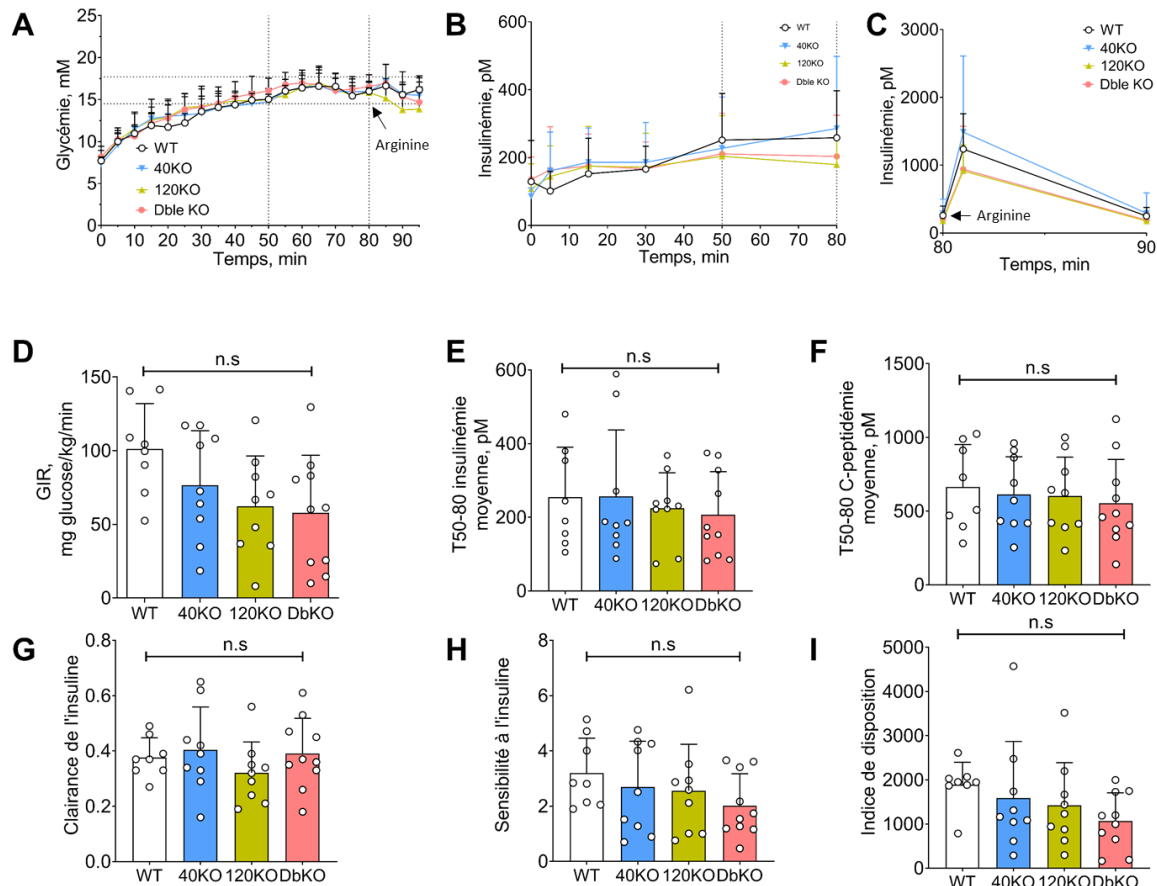 A
Glycémie, mM
25
20
15
10
5
0
0 10 20 30 40 50 60 70 80 90
Temps, min
WT
40KO
120KO
Dble KO
Arginine
B
Insulinémie, pM
600
400
200
0
0 10 20 30 40 50 60 70 80
Temps, min
WT
40KO
120KO
Dble KO
C
Insulinémie, pM
3000
2000
1000
0
80 90
Temps, min
WT
40KO
120KO
Dble KO
Arginine
D
n.s
GIR,
mg glucose/kg/min
150
100
50
0
WT 40KO 120KO DbKO
E
n.s
T50-80 insulinémie
moyenne, pM
600
400
200
0
WT 40KO 120KO DbKO
F
n.s
T50-80 C-peptidémie
moyenne, pM
1500
1000
500
0
WT 40KO 120KO DbKO
G
n.s
Clairance de l'insuline
0.8
0.6
0.4
0.2
0.0
WT 40KO 120KO DbKO
H
n.s
Sensibilité à l'insuline
8
6
4
2
0
WT 40KO 120KO DbKO
I
n.s
Indice de disposition
5000
4000
3000
2000
1000
0
WT 40KO 120KO DbKO